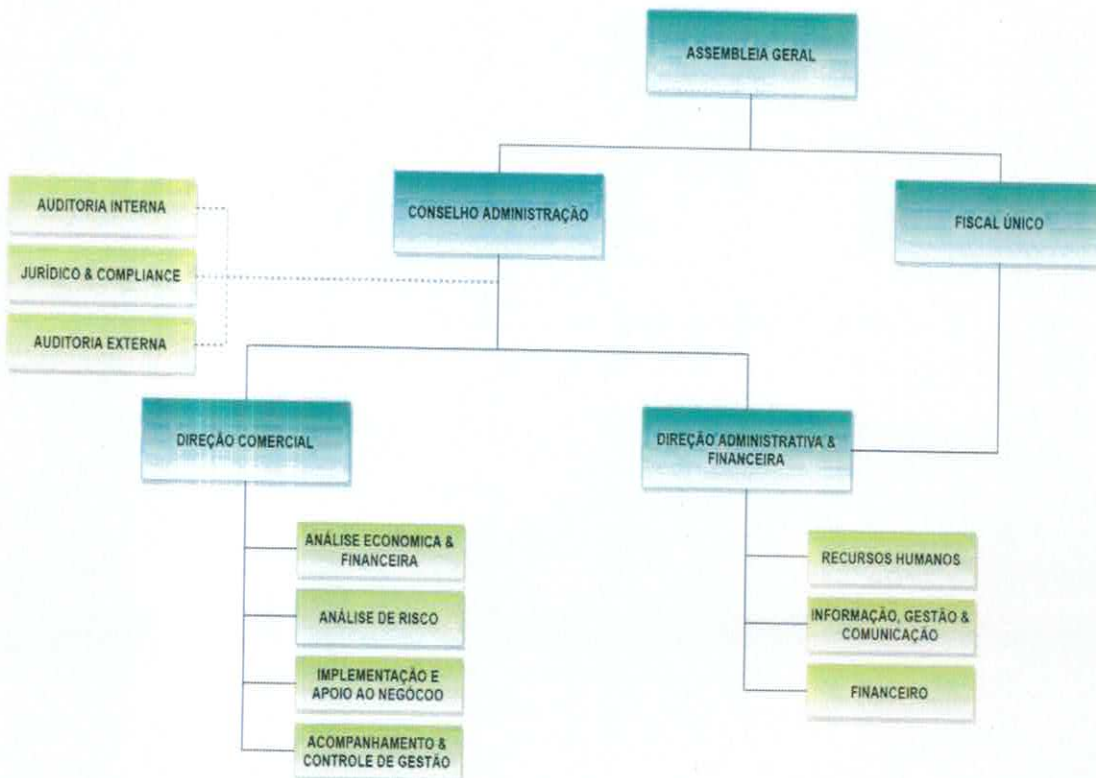 ASSEMBLEIA GERAL
CONSELHO ADMINISTRAÇÃO
FISCAL ÚNICO
AUDITORIA INTERNA
JURÍDICO & COMPLIANCE
AUDITORIA EXTERNA
DIREÇÃO COMERCIAL
DIREÇÃO ADMINISTRATIVA &
FINANCEIRA
ANÁLISE ECONOMICA &
FINANCEIRA
ANÁLISE DE RISCO
IMPLEMENTAÇÃO E
APOIO AO NEGÓCOO
ACOMPANHAMENTO &
CONTROLE DE GESTÃO
RECURSOS HUMANOS
INFORMAÇÃO, GESTÃO &
COMUNICAÇÃO
FINANCEIRO